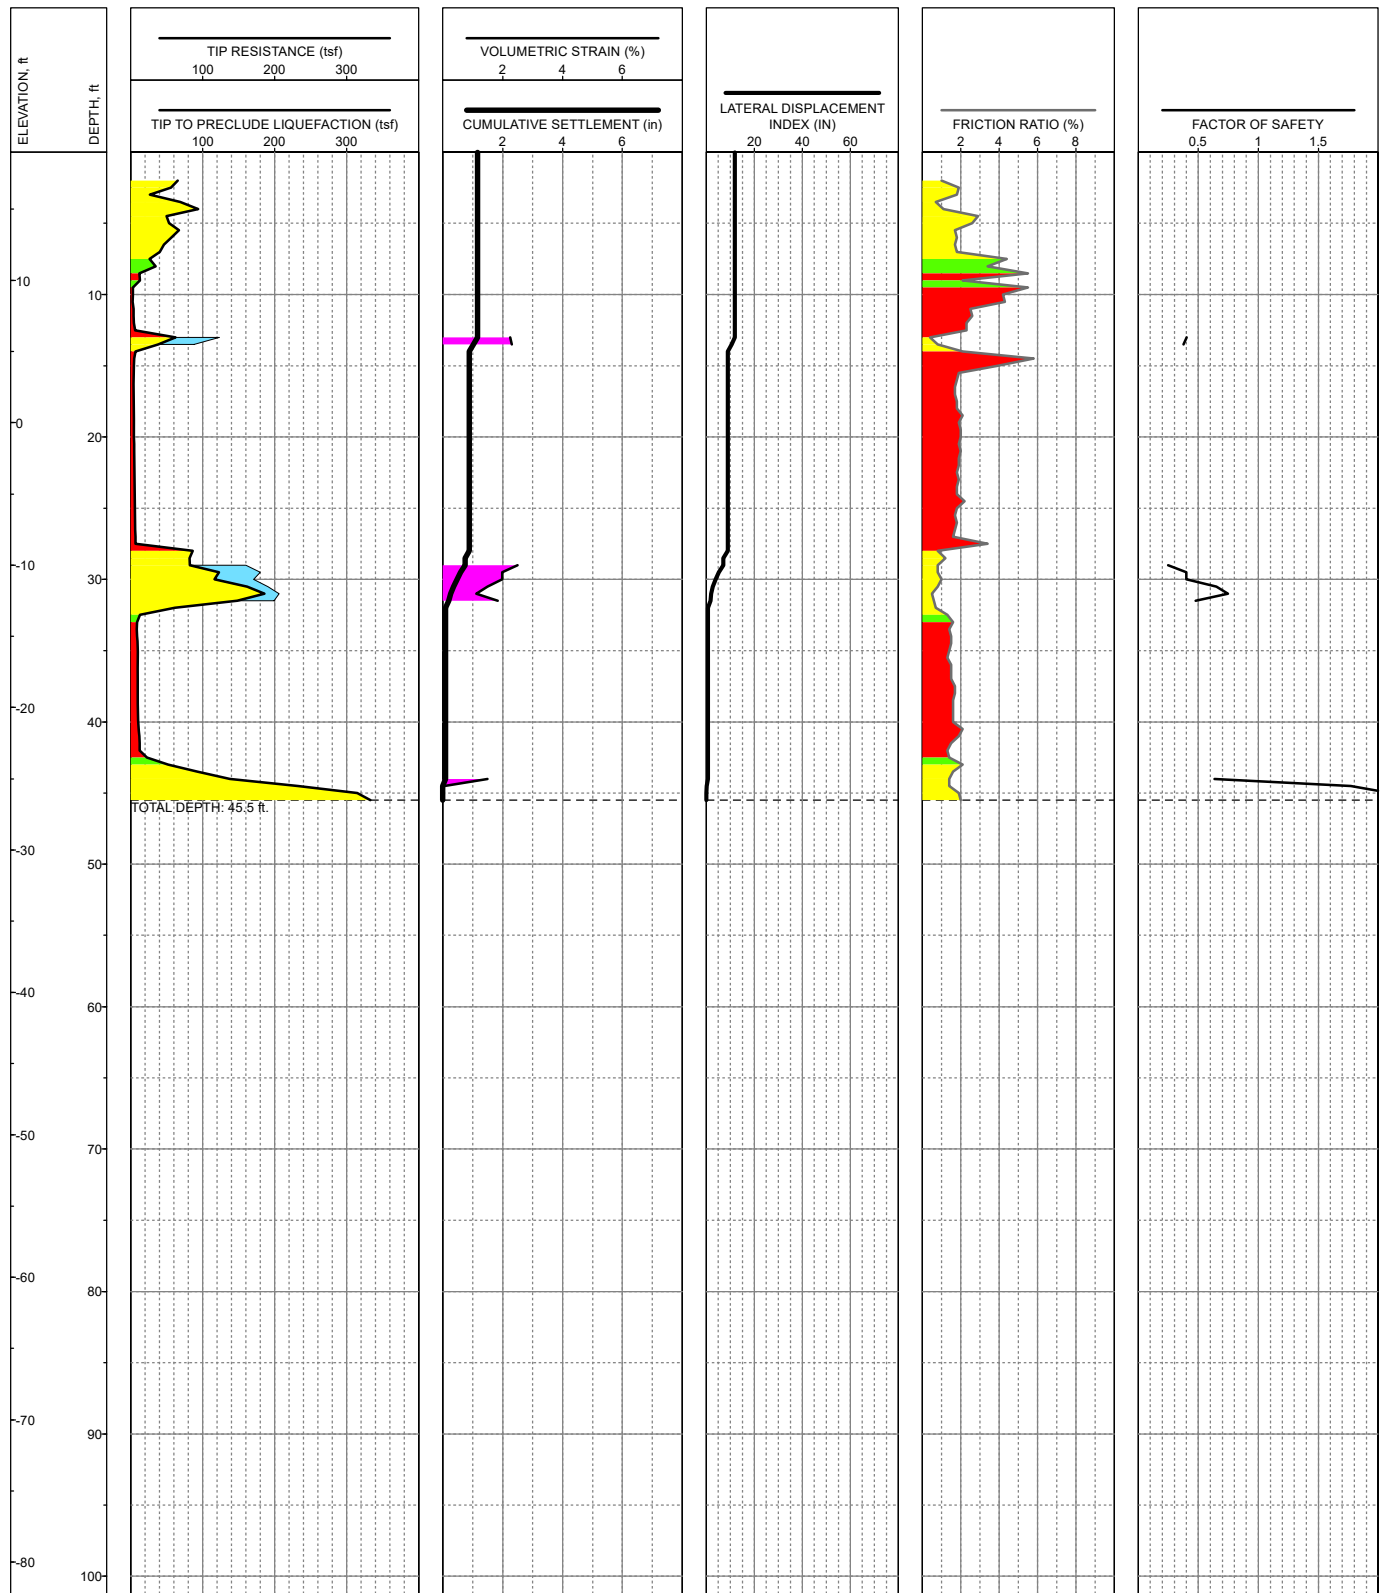 ELEVATION, ft
DEPTH, ft
TIP RESISTANCE (tsf)
100 200 300
TIP TO PRECLUDE LIQUEFACTION (tsf)
100 200 300
VOLUMETRIC STRAIN (%)
2 4 6
CUMULATIVE SETTLEMENT (in)
2 4 6
LATERAL DISPLACEMENT
INDEX (IN)
20 40 60
FRICTION RATIO (%)
2 4 6 8
FACTOR OF SAFETY
0.5 1 1.5
10
10
0
20
-10
30
-20
40
TOTAL DEPTH: 45.5 ft.
-30
50
-40
60
-50
70
-60
80
-70
90
-80
100